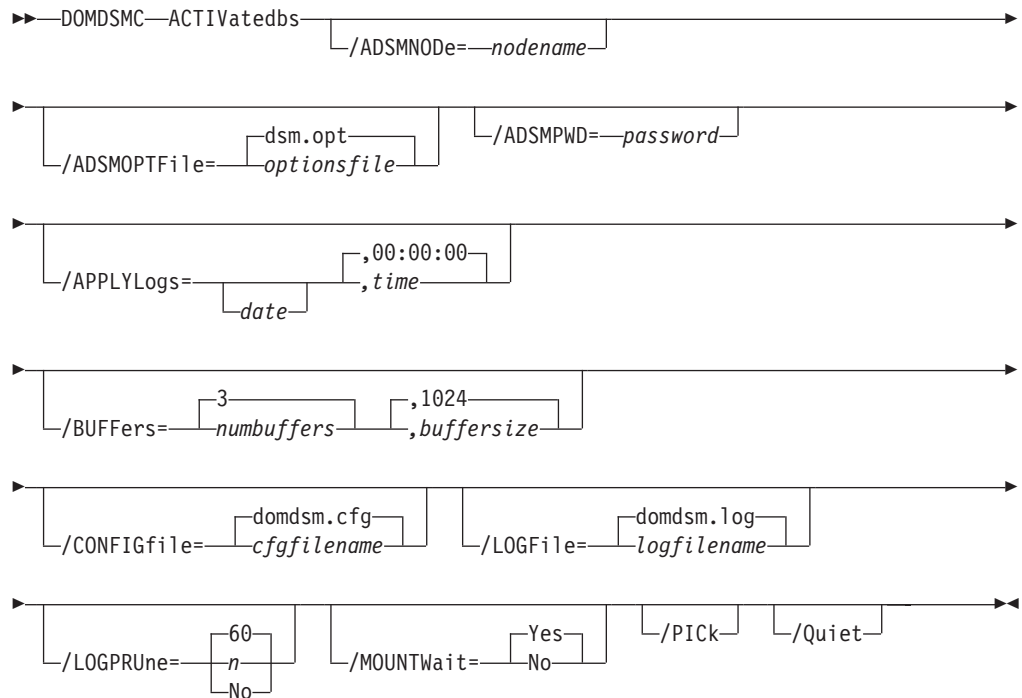 DOMDSMC ACTIVatedbs
/ADSMNODe= nodename
dsm.opt
/ADSMOPTFile= optionsfile
/ADSMPWD= password
,00:00:00
/APPLYLogs= ,time
date
3 ,1024
/BUFFers= numbuffers ,buffersize
domdsm.cfg domdsm.log
/CONFIGfile= cfgfilename /LOGFile= logfilename
60 Yes /PICk /Quiet
/LOGPRUne= n /MOUNTWait= No
No